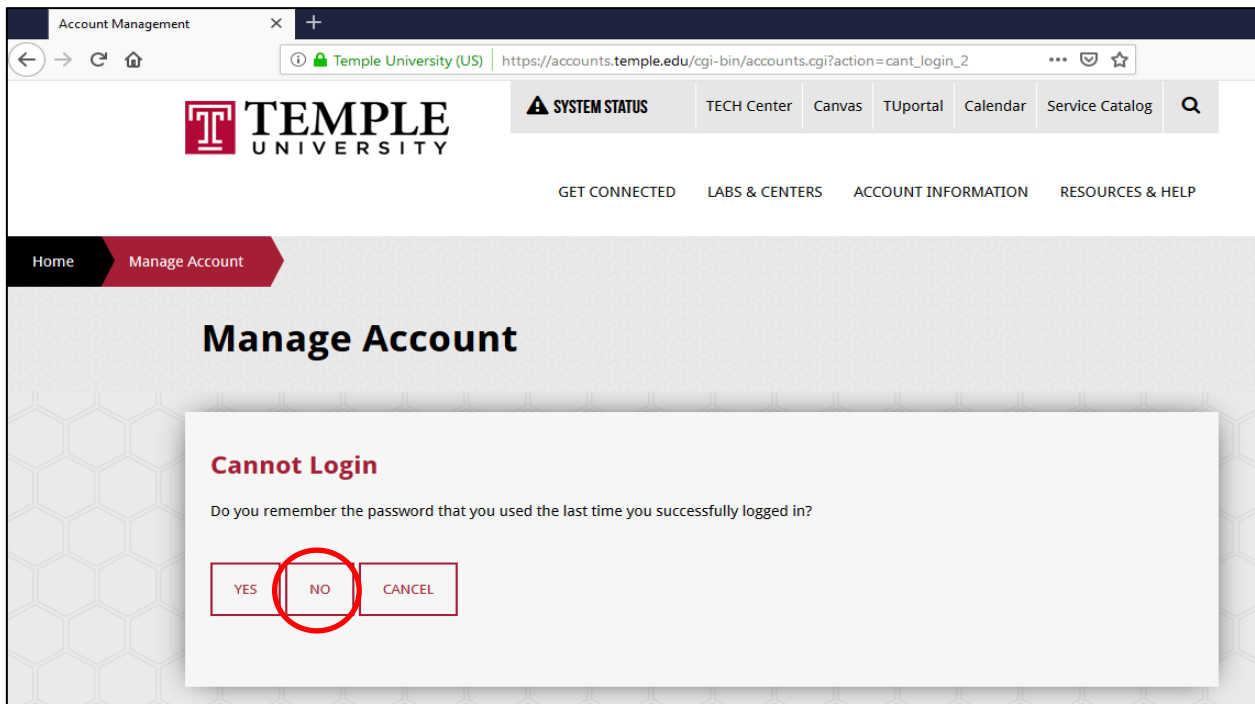 Account Management
Temple University (US) https://accounts.temple.edu/cgi-bin/accounts.cgi?action=cant_login_2
TEMPLE
UNIVERSITY
SYSTEM STATUS TECH Center Canvas TUportal Calendar Service Catalog
GET CONNECTED LABS & CENTERS ACCOUNT INFORMATION RESOURCES & HELP
Home Manage Account
Manage Account
Cannot Login
Do you remember the password that you used the last time you successfully logged in?
YES NO CANCEL